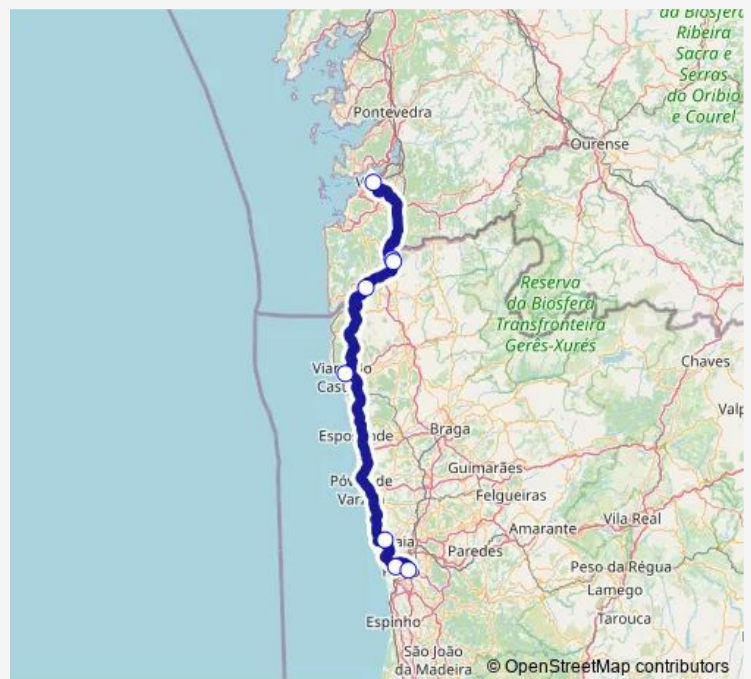 da Biosfera
Ribeira
Sacra e
Serras
do Oribio
e Courel
Pontevedra
Ourense
Reserva
da Biosfera
Transfronteira
Gerês-Xurés
Chaves
Braga
Guimarães
Felgueiras
Vila Real
Amarante
Paredes
Peso da Régua
Lamego
Tarouca
Espinho
São João
da Madeira
© OpenStreetMap contributors